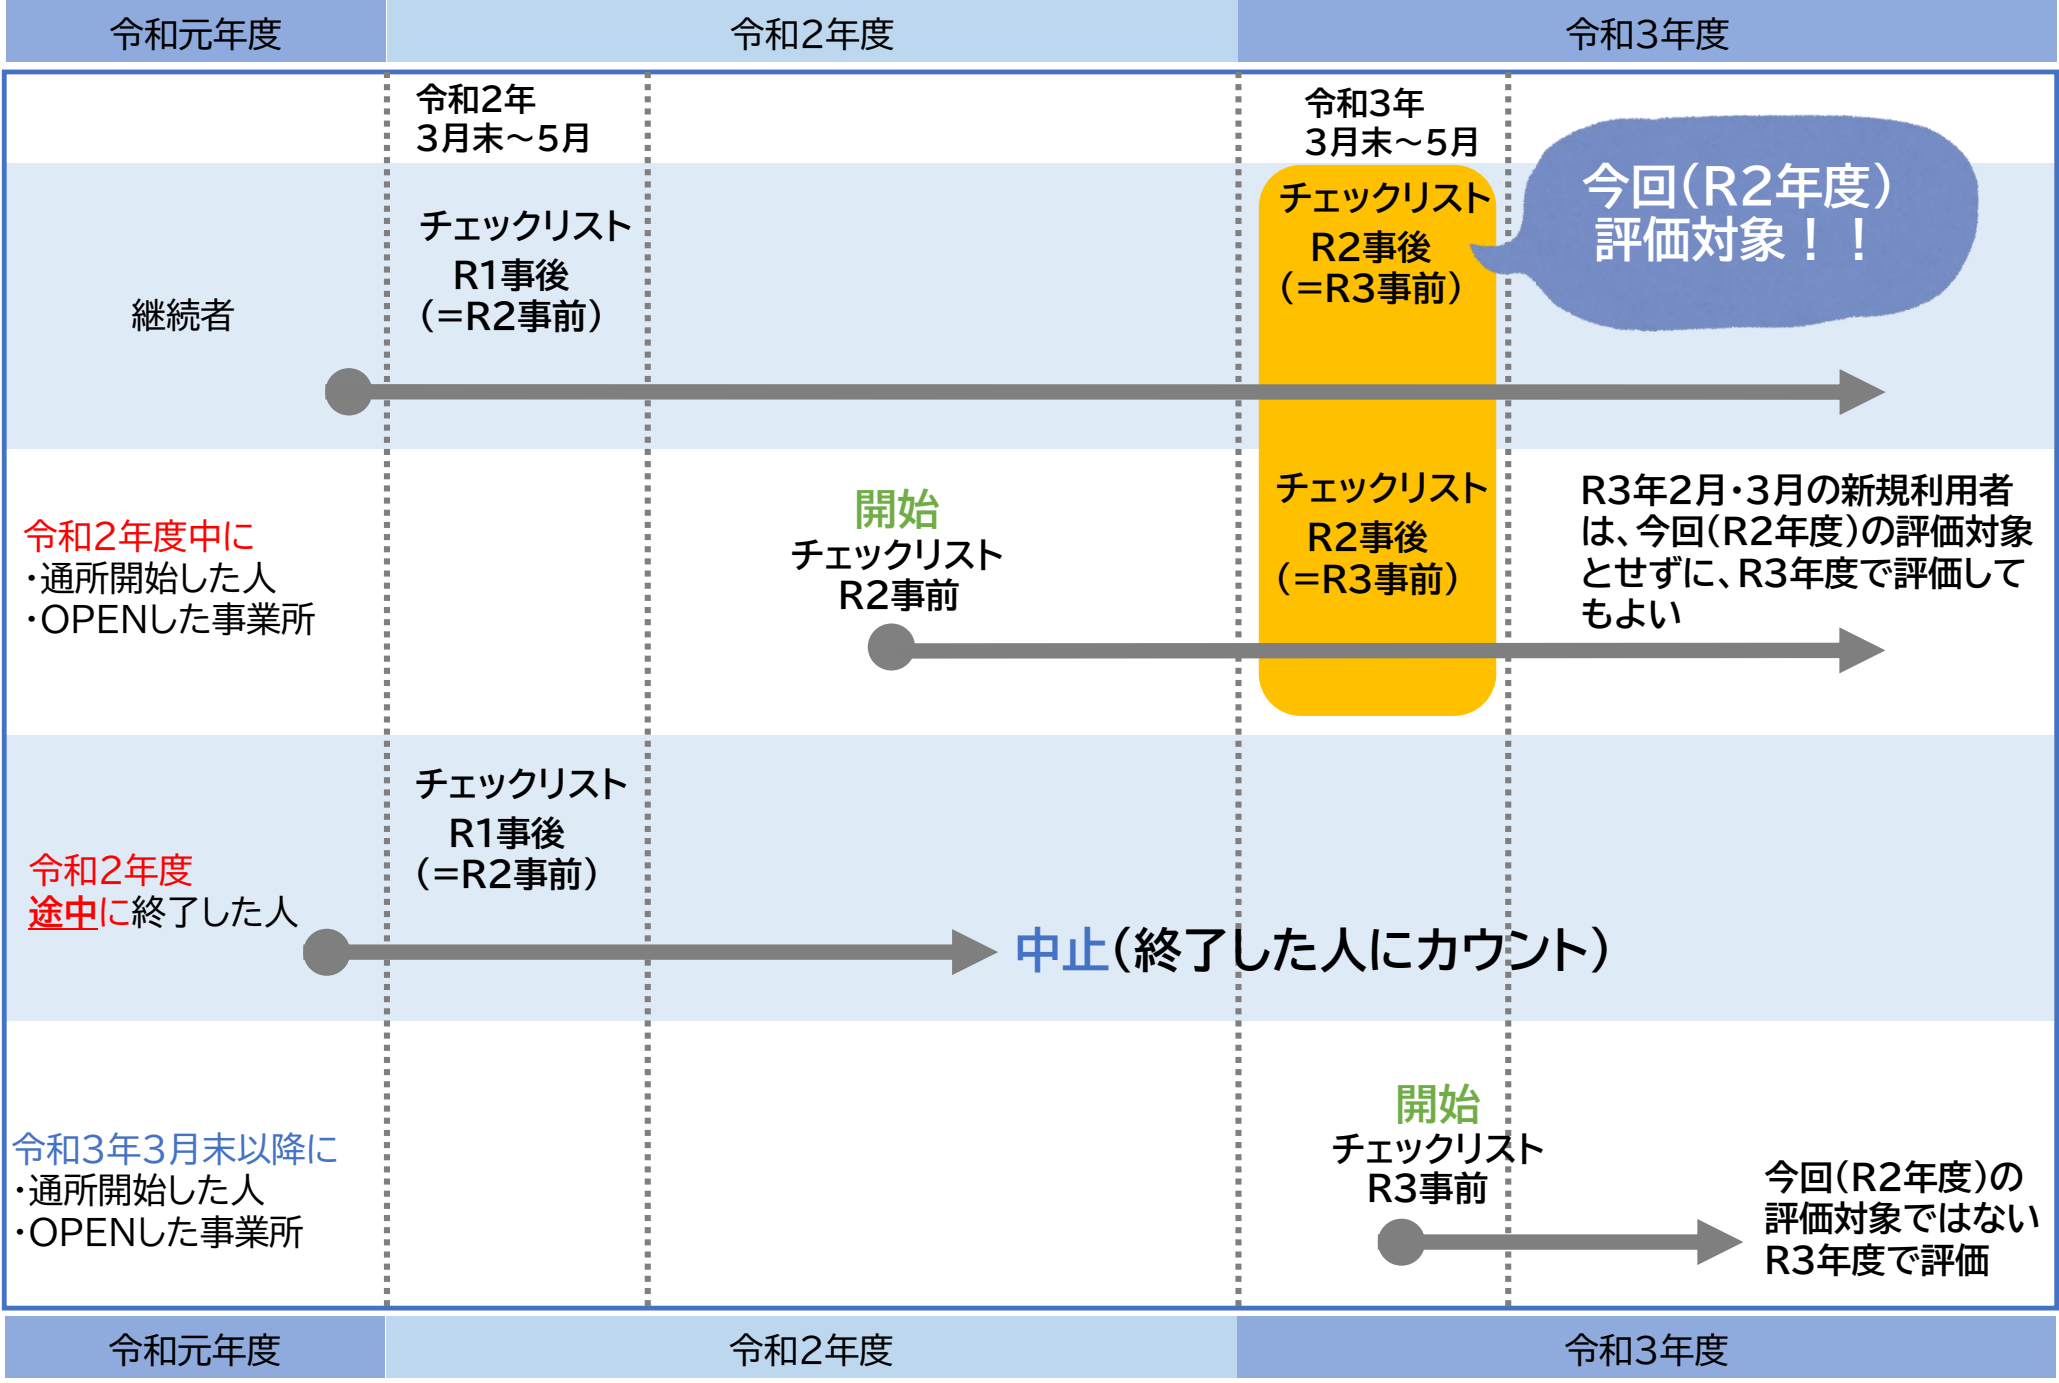 令和元年度
令和2年度
令和3年度
令和2年
3月末～5月
令和3年
3月末～5月
継続者
チェックリスト
R1事後
(=R2事前)
チェックリスト
R2事後
(=R3事前)
今回(R2年度)
評価対象！！
令和2年度中に
・通所開始した人
・OPENした事業所
開始
チェックリスト
R2事前
チェックリスト
R2事後
(=R3事前)
R3年2月・3月の新規利用者
は、今回(R2年度)の評価対象
とせずに、R3年度で評価して
もよい
令和2年度
途中に終了した人
チェックリスト
R1事後
(=R2事前)
中止(終了した人にカウント)
令和3年3月末以降に
・通所開始した人
・OPENした事業所
開始
チェックリスト
R3事前
今回(R2年度)の
評価対象ではない
R3年度で評価
令和元年度
令和2年度
令和3年度